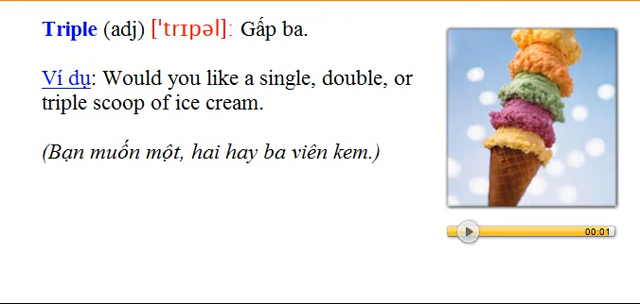 Triple (adj) ['trɪpəl]: Gấp ba.
Ví dụ: Would you like a single, double, or
triple scoop of ice cream.
(Bạn muốn một, hai hay ba viên kem.)
00:01